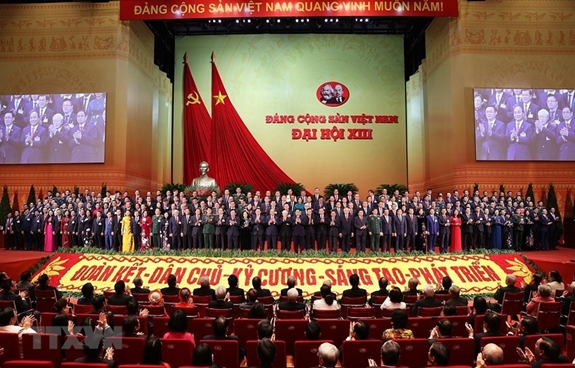 ĐẢNG CỘNG SẢN VIỆT NAM QUANG VINH MUÔN NĂM!
ĐẢNG CỘNG SẢN VIỆT NAM
ĐẠI HỘI XIII
ĐOÀN KẾT - DÂN CHỦ - KỶ CƯƠNG - SÁNG TẠO - PHÁT TRIỂN
TTXVN